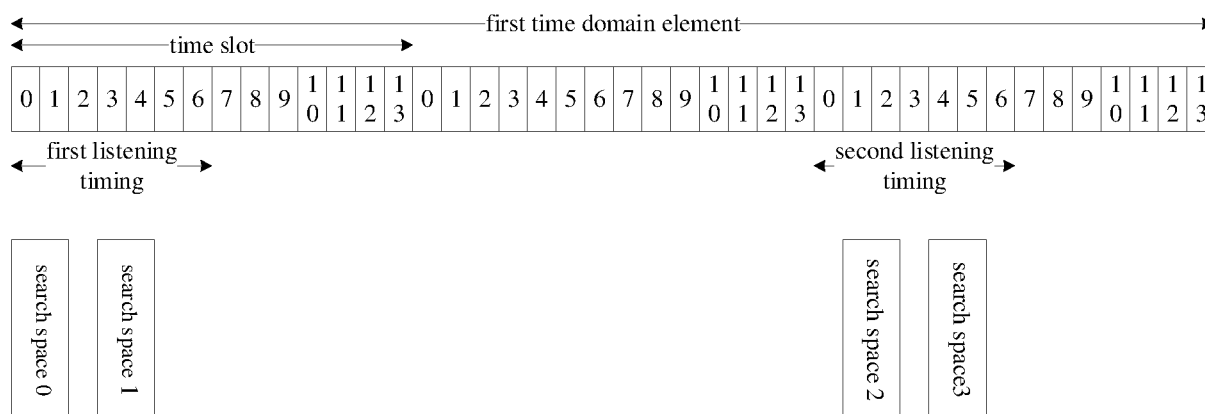 first time domain element
time slot
0 1 2 3 4 5 6 7 8 9 10 11 12 13 0 1 2 3 4 5 6 7 8 9 10 11 12 13 0 1 2 3 4 5 6 7 8 9 10 11 12 13
first listening
timing
second listening
timing
search space 0
search space 1
search space 2
search space3